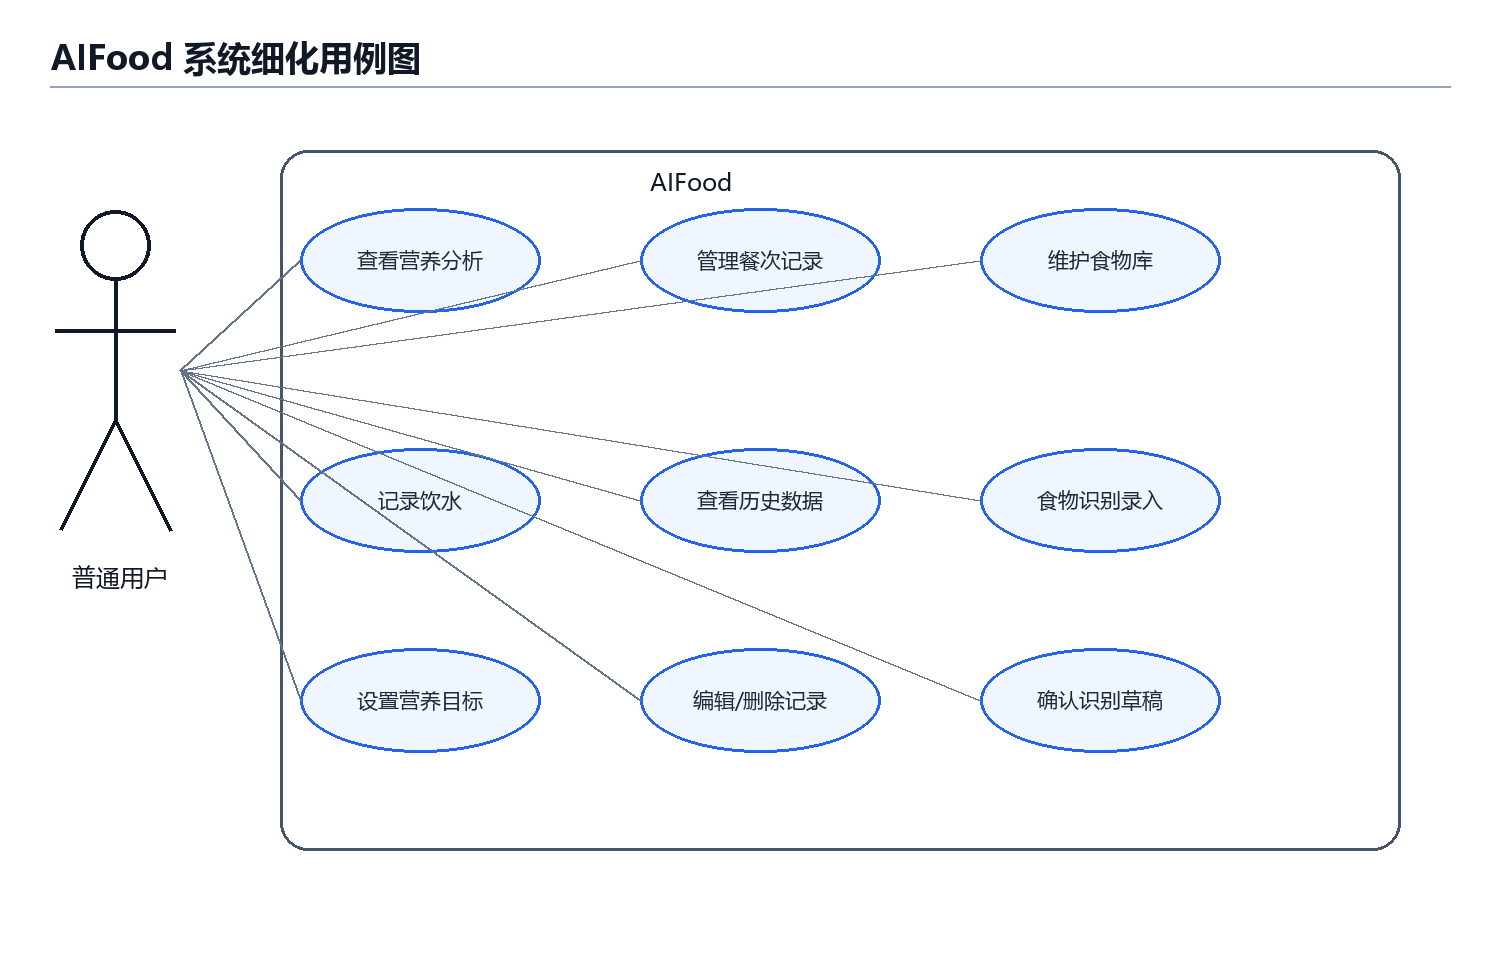 AIFood 系统细化用例图
AIFood
查看营养分析
管理餐次记录
维护食物库
记录饮水
查看历史数据
食物识别录入
普通用户
设置营养目标
编辑/删除记录
确认识别草稿